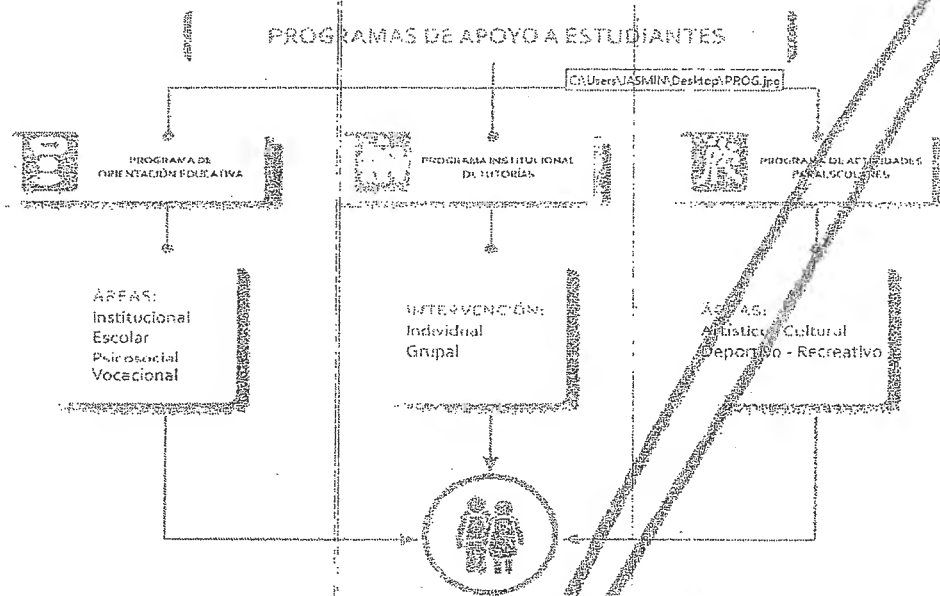 PROGRAMAS DE APOYO A ESTUDIANTES
C:\Users\JASMIN\Desktop\PROG.jpg
PROGRAMA DE
ORIENTACIÓN EDUCATIVA
PROGRAMA INSTITUCIONAL
DE TUTORÍAS
PROGRAMA DE ACTIVIDADES
PARAESCOLARES
ÁREAS:
Institucional
Escolar
Psicosocial
Vocacional
INTERVENCIÓN:
Individual
Grupal
ÁREAS:
Artístico - Cultural
Deportivo - Recreativo